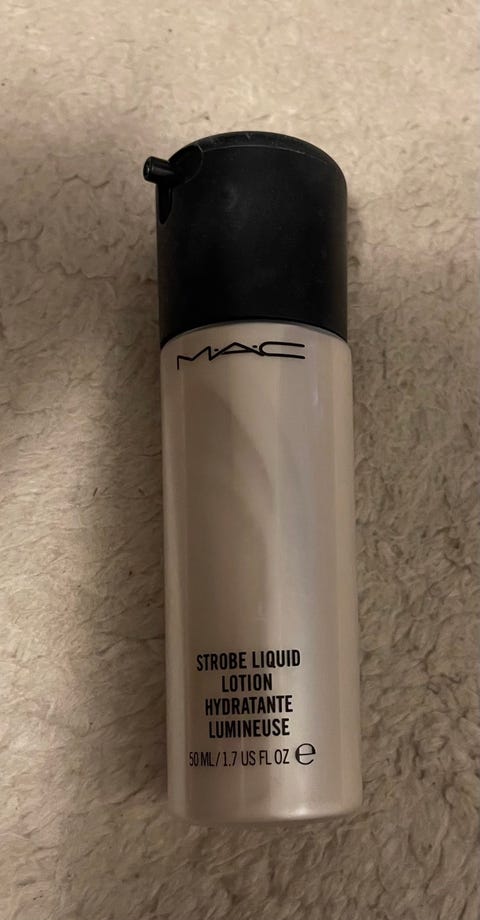 M·A·C
STROBE LIQUID
LOTION
HYDRATANTE
LUMINEUSE
50 ML / 1.7 US FL OZ ℮